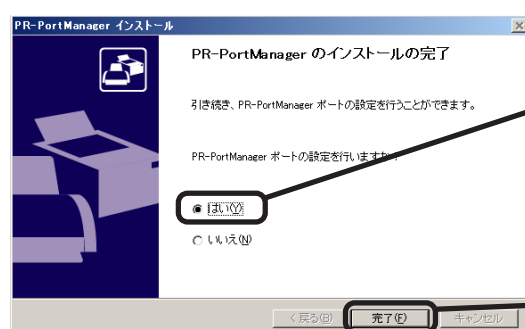 PR-PortManager インストール
PR-PortManager のインストールの完了
引き続き、PR-PortManager ポートの設定を行うことができます。
PR-PortManager ポートの設定を行いますか?
はい(Y)
いいえ(N)
< 戻る(B) 完了(F) キャンセル